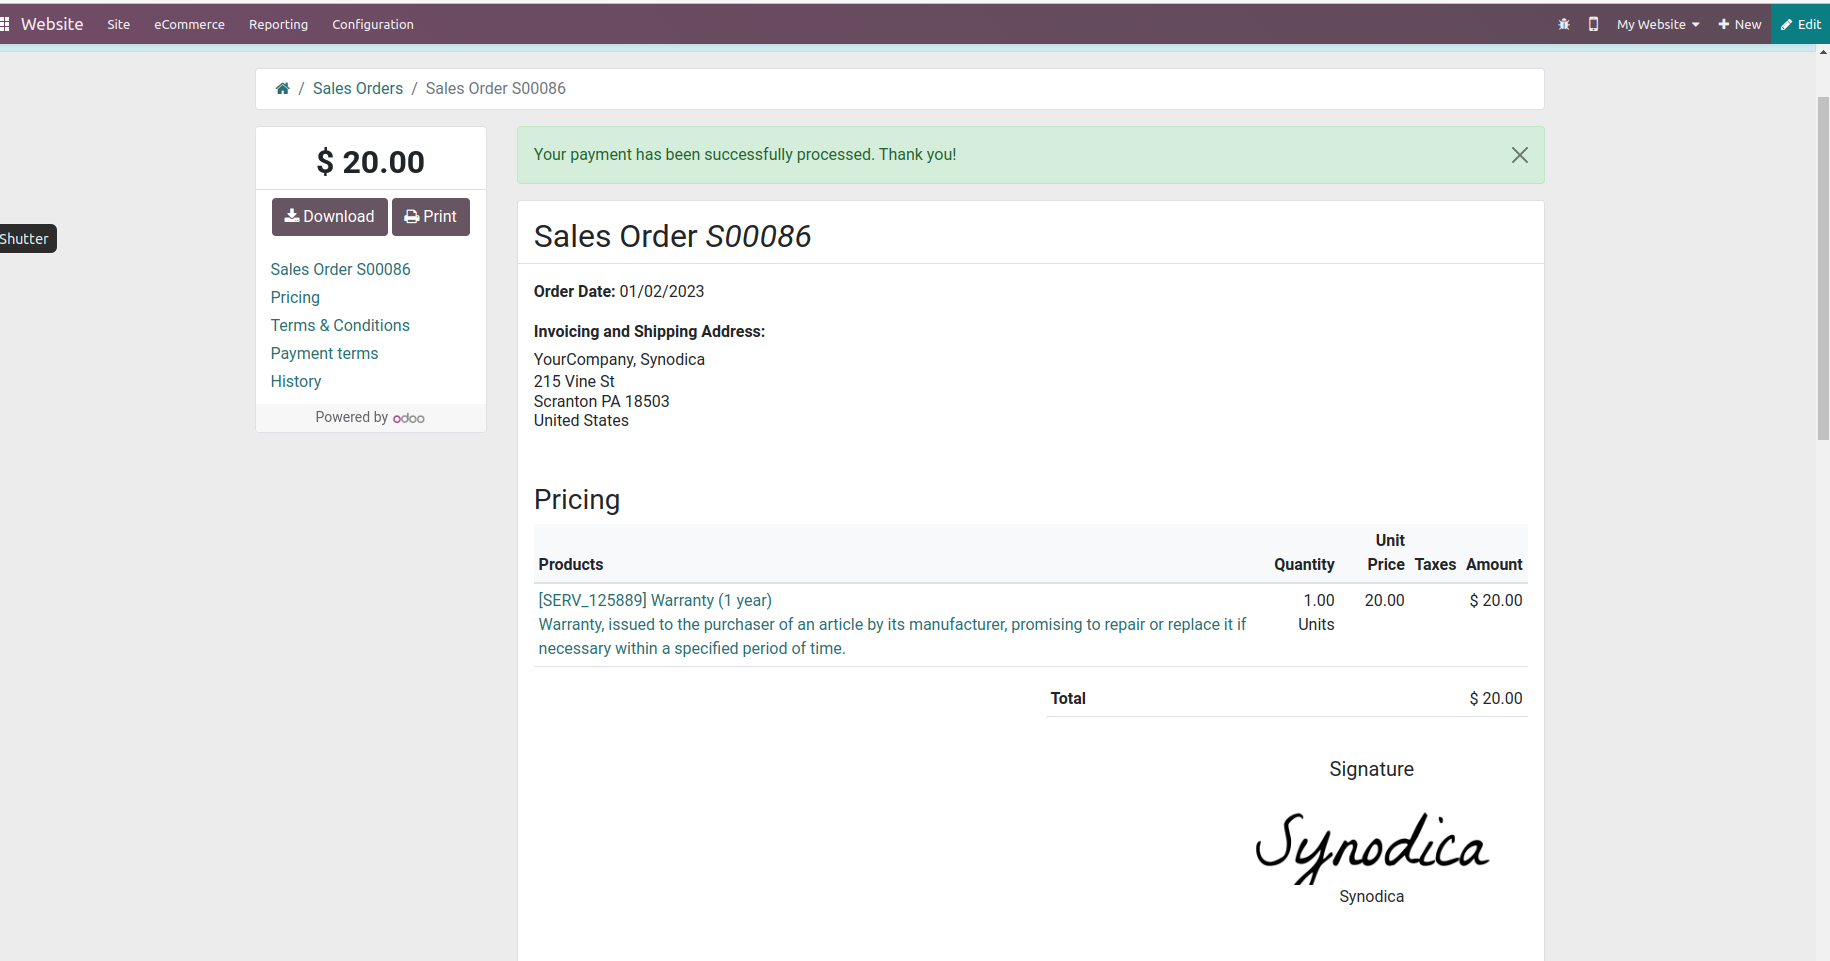 Website Site eCommerce Reporting Configuration My Website New Edit
/ Sales Orders / Sales Order S00086
$ 20.00
Download Print
Sales Order S00086
Pricing
Terms & Conditions
Payment terms
History
Powered by odoo
Shutter
Your payment has been successfully processed. Thank you!
Sales Order S00086
Order Date: 01/02/2023
Invoicing and Shipping Address:
YourCompany, Synodica
215 Vine St
Scranton PA 18503
United States
Pricing
Products Quantity Unit Price Taxes Amount
[SERV_125889] Warranty (1 year) 1.00 20.00 $ 20.00
Warranty, issued to the purchaser of an article by its manufacturer, promising to repair or replace it if Units
necessary within a specified period of time.
Total $ 20.00
Signature
Synodica
Synodica